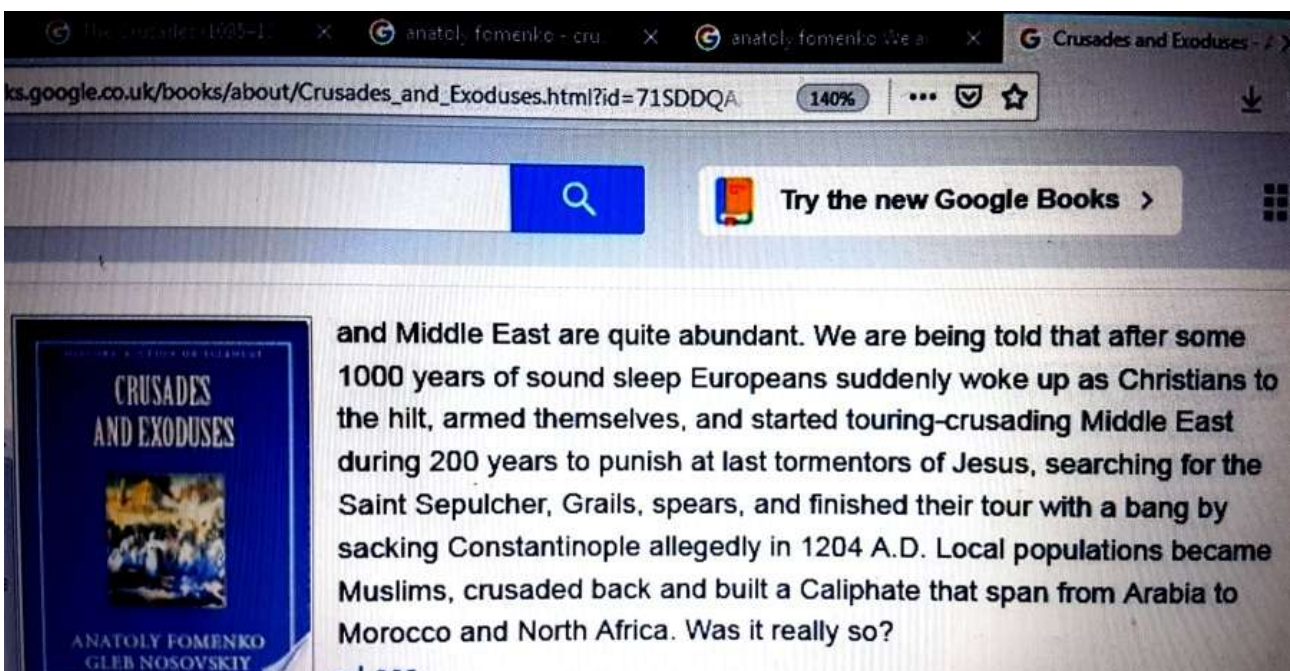 anatoly fomenko - cru
anatoly fomenko We a
Crusades and Exoduses -
ks.google.co.uk/books/about/Crusades_and_Exoduses.html?id=71SDDQA
140%
Try the new Google Books >
CRUSADES
AND EXODUSES
ANATOLY FOMENKO
GLEB NOSOVSKIY
and Middle East are quite abundant. We are being told that after some
1000 years of sound sleep Europeans suddenly woke up as Christians to
the hilt, armed themselves, and started touring-crusading Middle East
during 200 years to punish at last tormentors of Jesus, searching for the
Saint Sepulcher, Grails, spears, and finished their tour with a bang by
sacking Constantinople allegedly in 1204 A.D. Local populations became
Muslims, crusaded back and built a Caliphate that span from Arabia to
Morocco and North Africa. Was it really so?